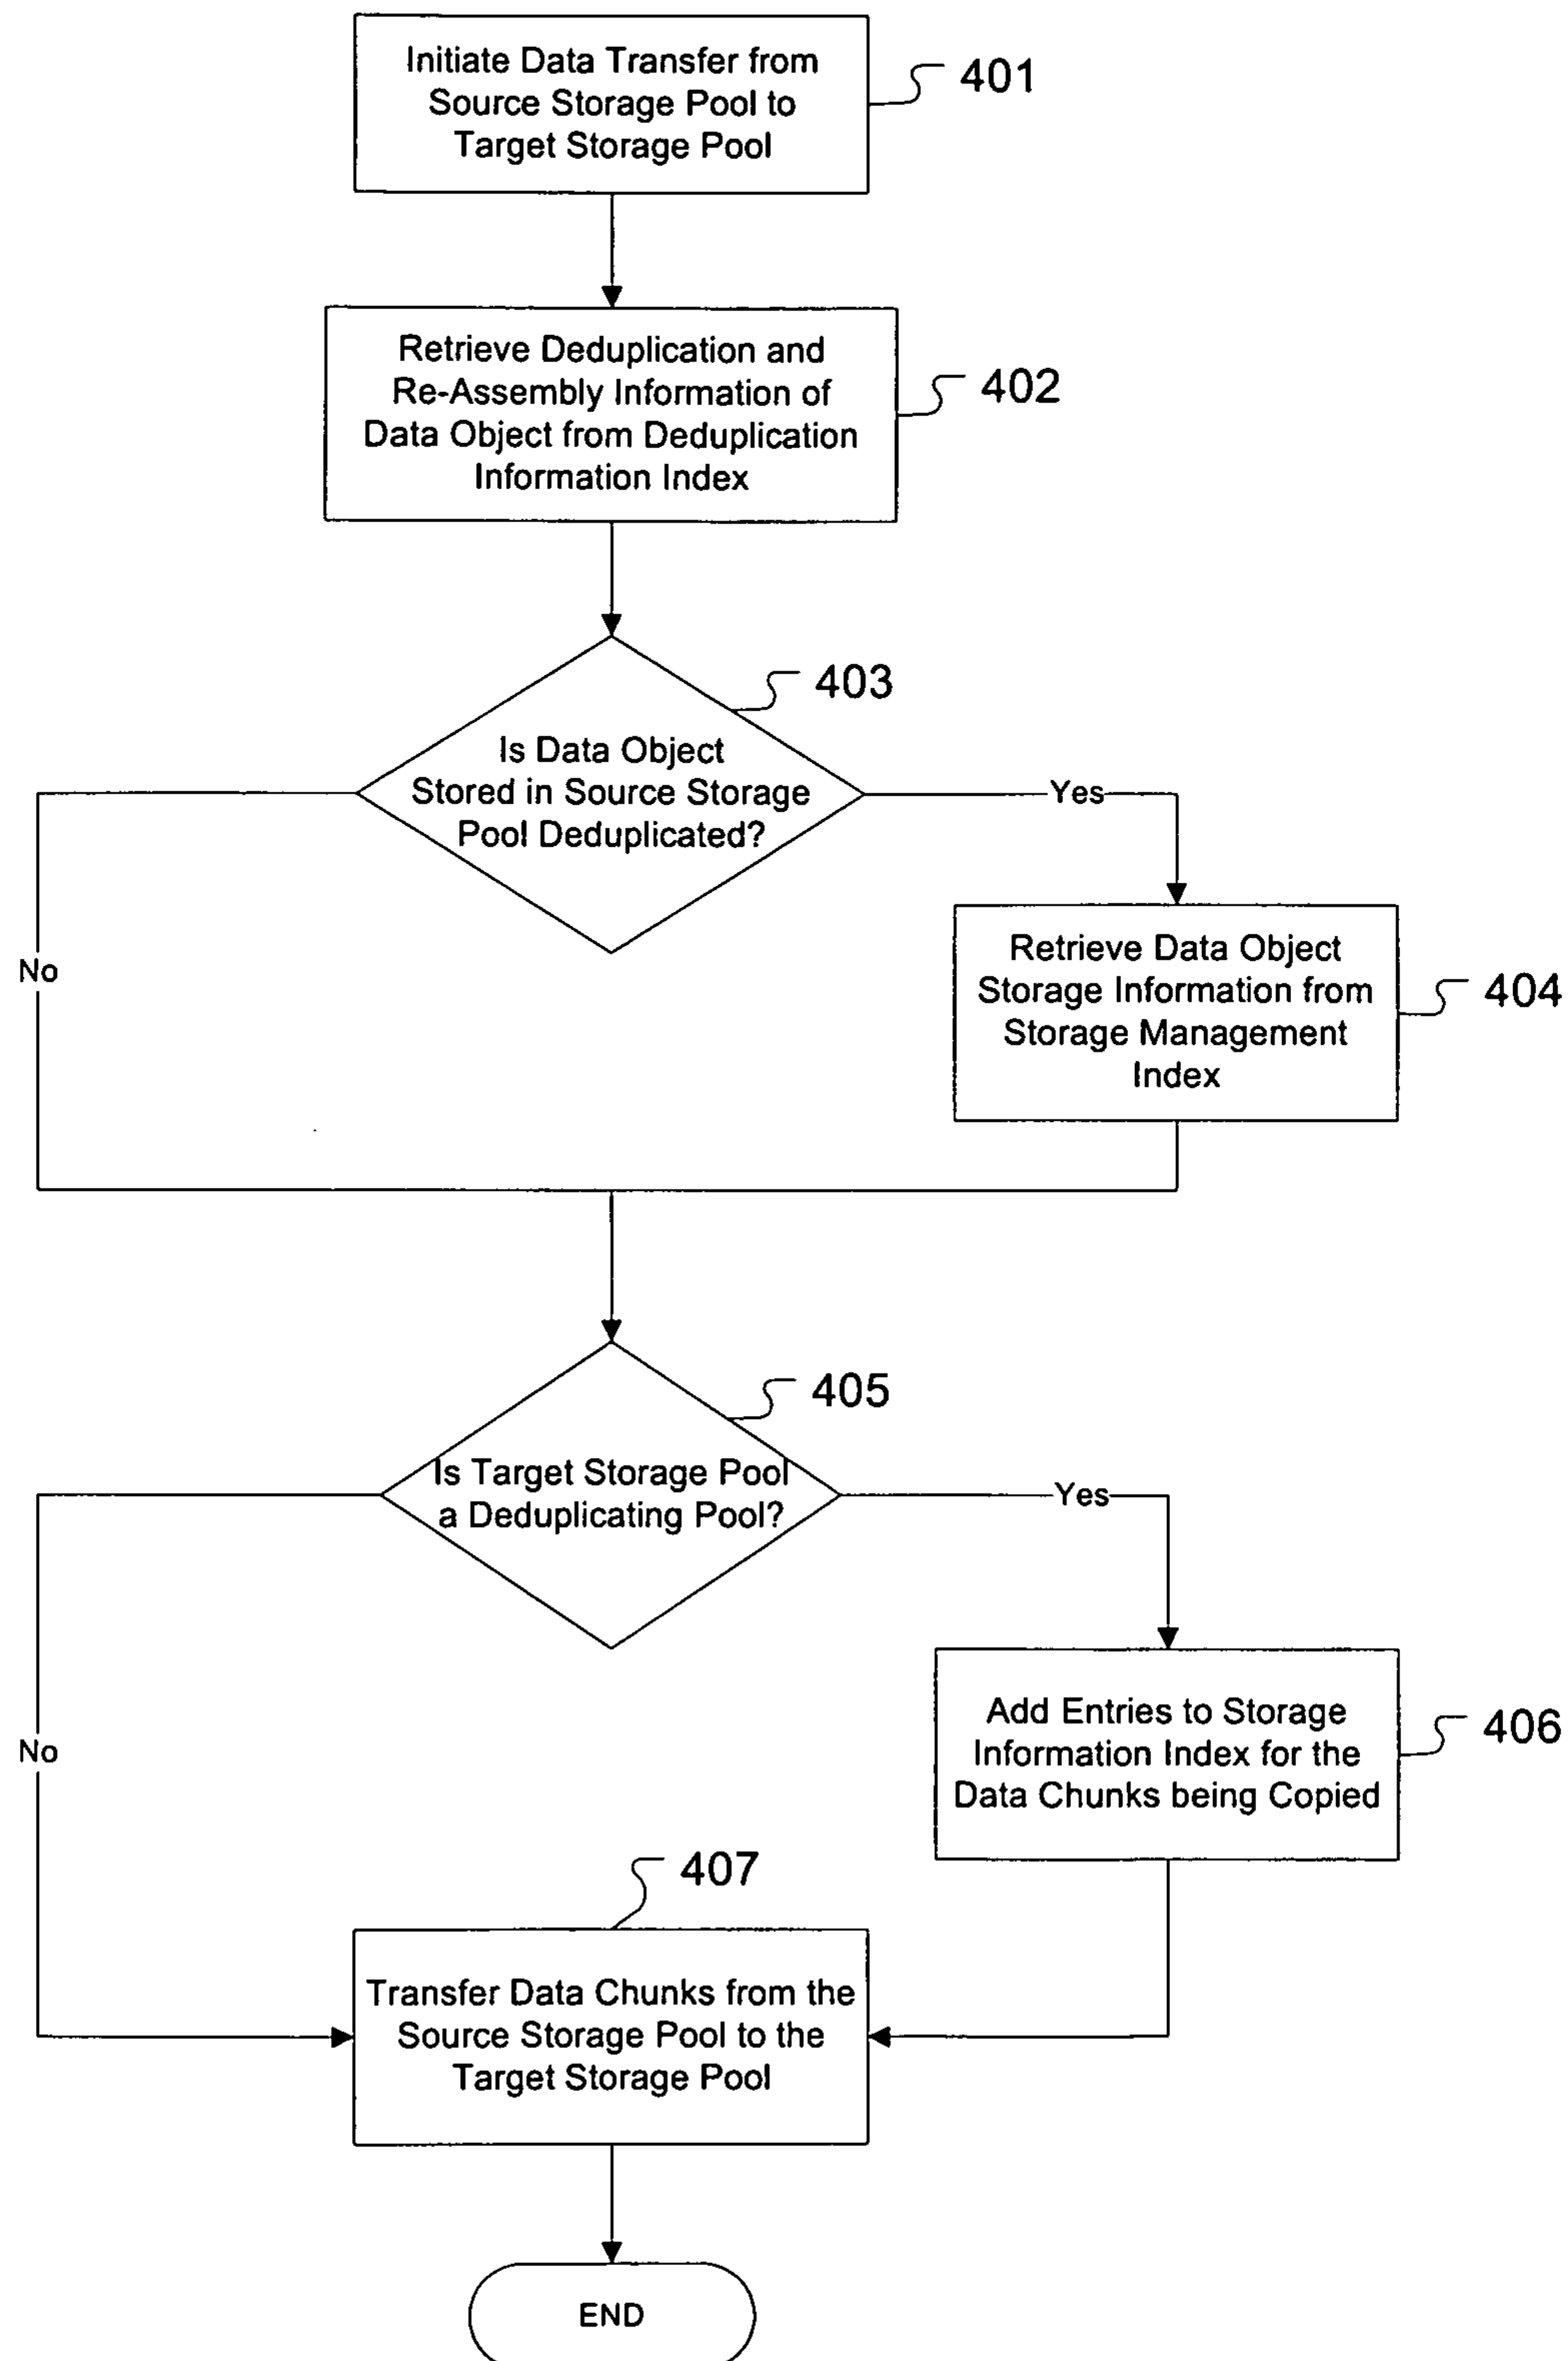 Initiate Data Transfer from
Source Storage Pool to
Target Storage Pool
401
Retrieve Deduplication and
Re-Assembly Information of
Data Object from Deduplication
Information Index
402
403
Is Data Object
Stored in Source Storage
Pool Deduplicated?
Yes
No
Retrieve Data Object
Storage Information from
Storage Management
Index
404
405
Is Target Storage Pool
a Deduplicating Pool?
Yes
No
Add Entries to Storage
Information Index for the
Data Chunks being Copied
406
407
Transfer Data Chunks from the
Source Storage Pool to the
Target Storage Pool
END